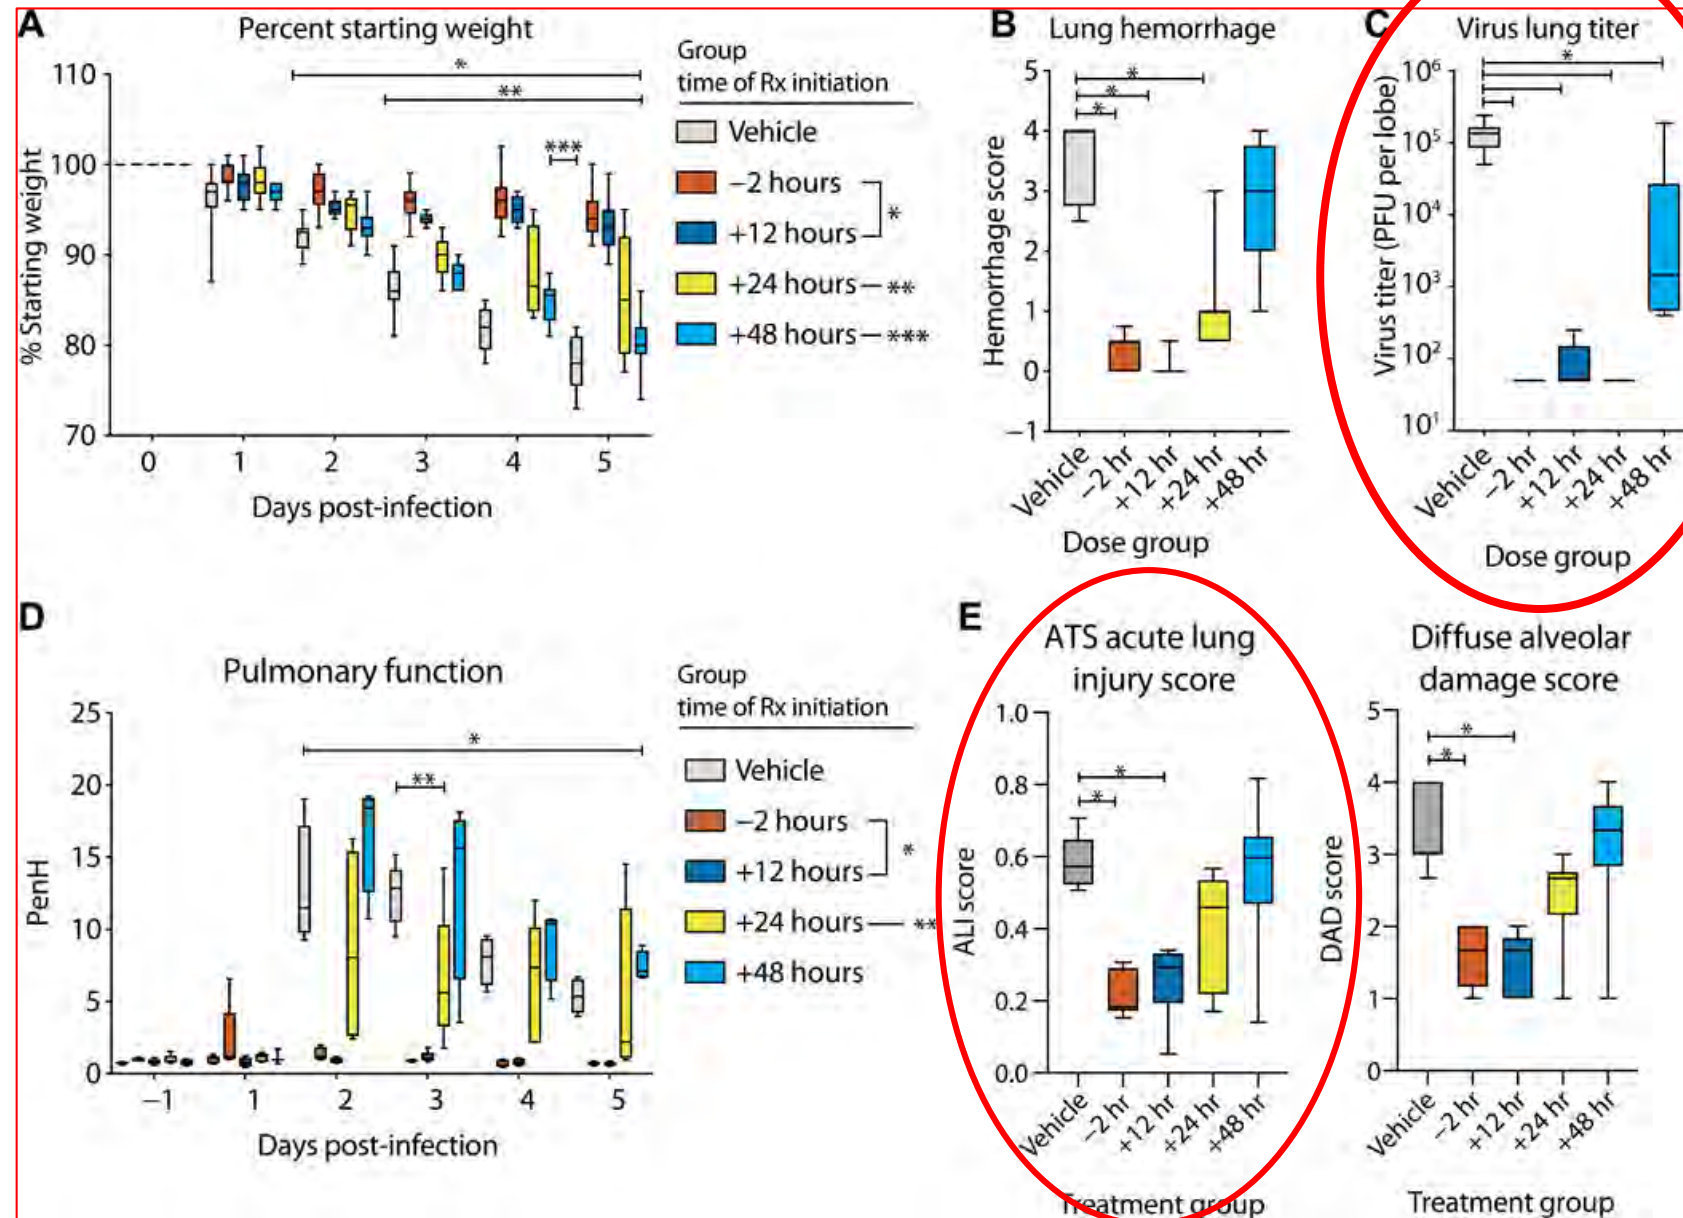 A
Percent starting weight
110
100
90
80
70
% Starting weight
0 1 2 3 4 5
Days post-infection
*
**
***
Group
time of Rx initiation
Vehicle
−2 hours
+12 hours
*
+24 hours **
+48 hours ***
B
Lung hemorrhage
5
4
3
2
1
0
−1
Hemorrhage score
*
*
*
Vehicle
−2 hr
+12 hr
+24 hr
+48 hr
Dose group
C
Virus lung titer
10⁶
10⁵
10⁴
10³
10²
10¹
Virus titer (PFU per lobe)
*
Vehicle
−2 hr
+12 hr
+24 hr
+48 hr
Dose group
D
Pulmonary function
25
20
15
10
5
0
PenH
−1 1 2 3 4 5
Days post-infection
*
**
Group
time of Rx initiation
Vehicle
−2 hours
+12 hours
*
+24 hours **
+48 hours
E
ATS acute lung
injury score
1.0
0.8
0.6
0.4
0.2
0.0
ALI score
*
*
Vehicle
−2 hr
+12 hr
+24 hr
+48 hr
Treatment group
Diffuse alveolar
damage score
5
4
3
2
1
0
DAD score
*
*
Vehicle
−2 hr
+12 hr
+24 hr
+48 hr
Treatment group